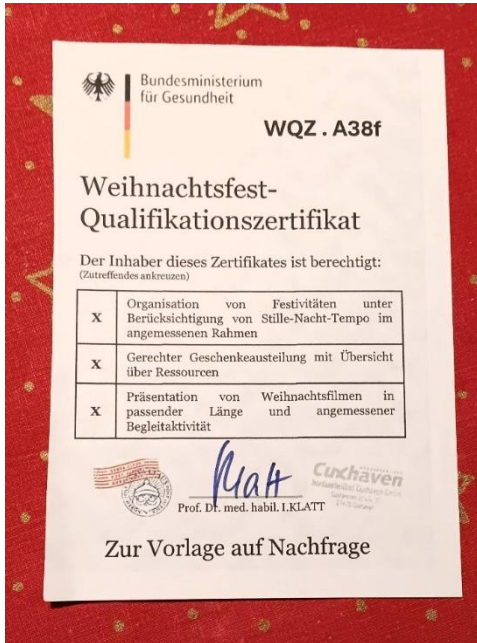 Bundesministerium
für Gesundheit
WQZ . A38f
Weihnachtsfest-
Qualifikationszertifikat
Der Inhaber dieses Zertifikates ist berechtigt:
(Zutreffendes ankreuzen)
X
Organisation von Festivitäten unter
Berücksichtigung von Stille-Nacht-Tempo im
angemessenen Rahmen
X
Gerechter Geschenkeausteilung mit Übersicht
über Ressourcen
X
Präsentation von Weihnachtsfilmen in
passender Länge und angemessener
Begleitaktivität
Klatt
Cuxhaven
Prof. Dr. med. habil. I.KLATT
Zur Vorlage auf Nachfrage